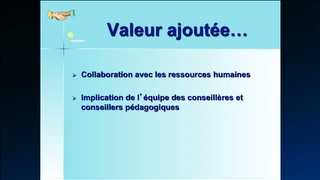 Valeur ajoutée…
Collaboration avec les ressources humaines
Implication de l'équipe des conseillères et
conseillers pédagogiques